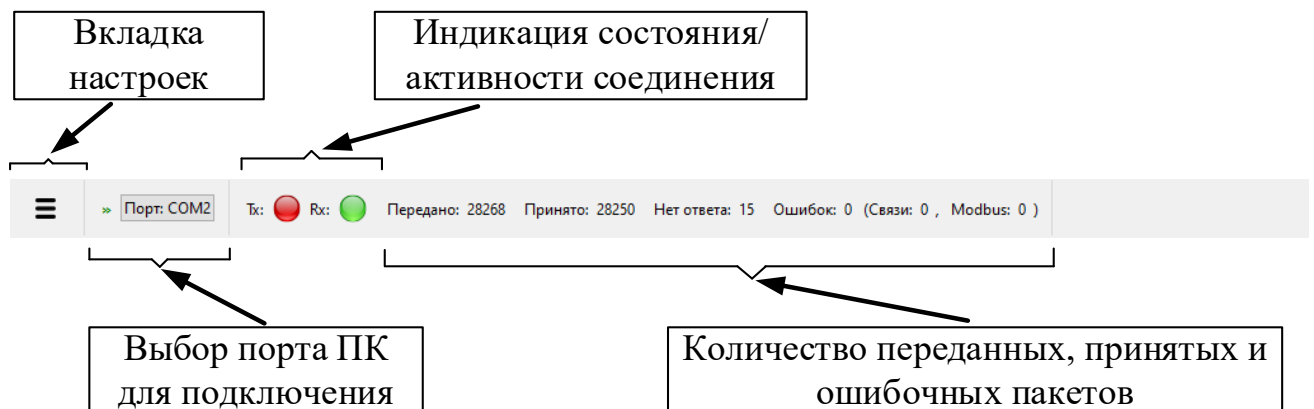 Вкладка
настроек
Индикация состояния/
активности соединения
» Порт: COM2 Tx: Rx: Передано: 28268 Принято: 28250 Нет ответа: 15 Ошибок: 0 (Связи: 0 , Modbus: 0 )
Выбор порта ПК
для подключения
Количество переданных, принятых и
ошибочных пакетов